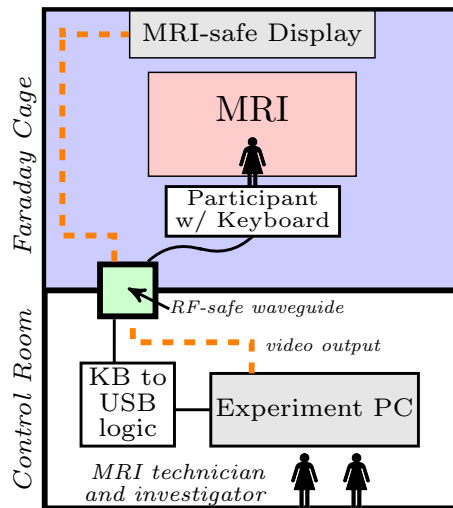 MRI-safe Display
MRI
Participant
w/ Keyboard
Faraday Cage
RF-safe waveguide
video output
KB to
USB
logic
Experiment PC
Control Room
MRI technician
and investigator